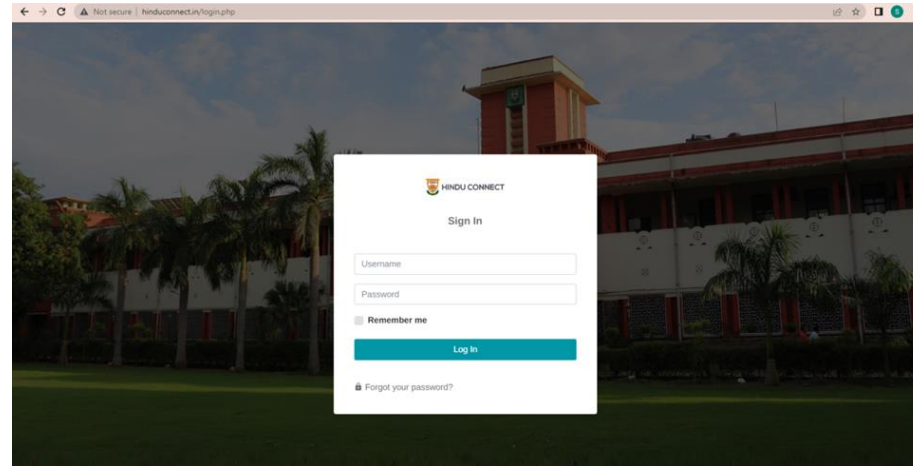 Not secure | hinduconnect.in/login.php
S
HINDU CONNECT
Sign In
Username
Password
Remember me
Log In
Forgot your password?